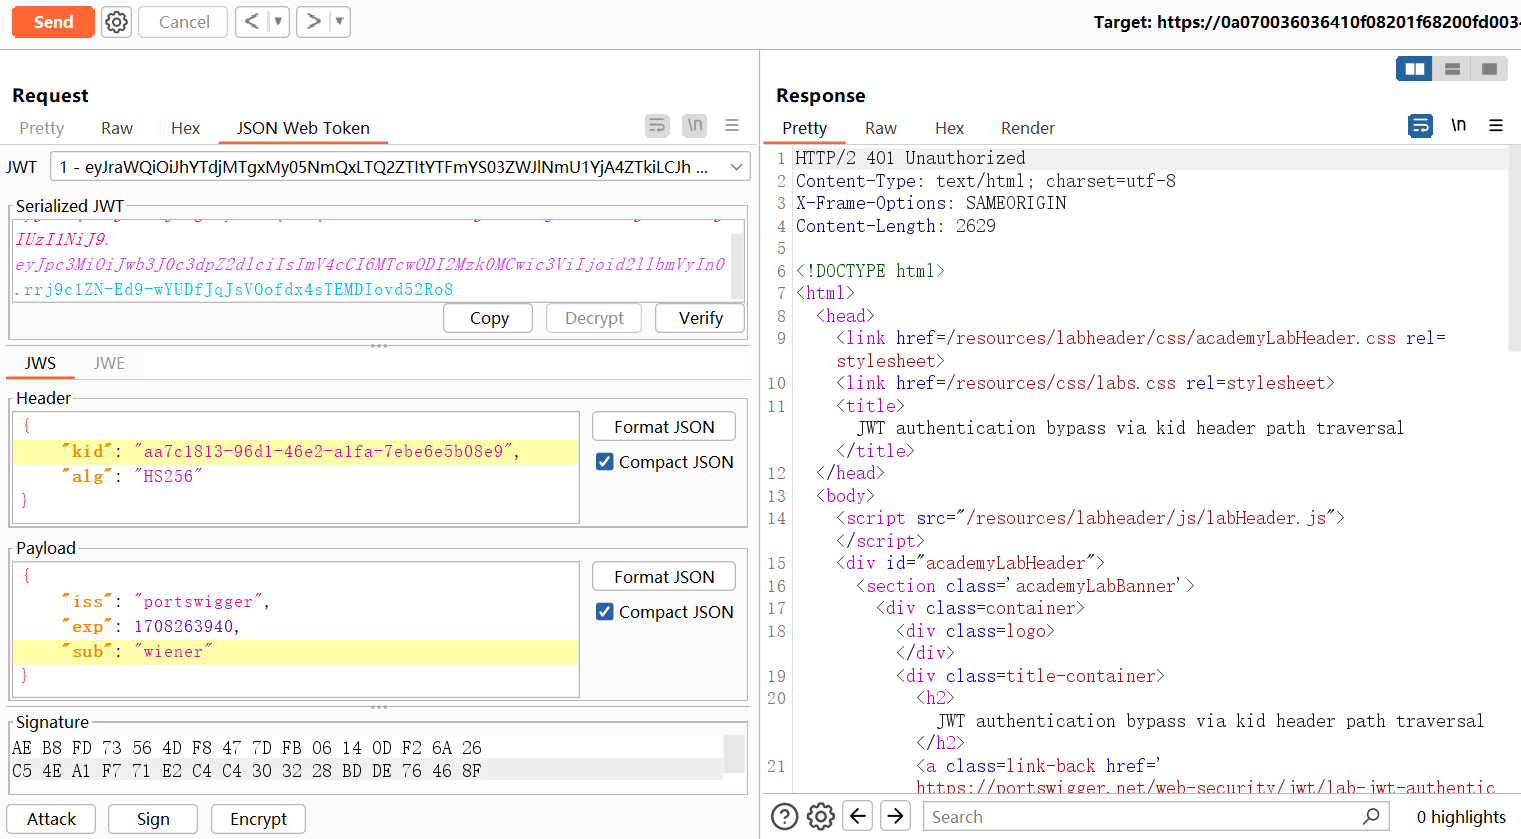 Send
Cancel
Target: https://0a070036036410f08201f68200fd003
Request
Pretty Raw Hex JSON Web Token
\n
JWT 1 - eyJraWQiOiJhYTdjMTgxMy05NmQxLTQ2ZTItYTFmYS03ZWJlNmU1YjA4ZTkiLCJh ...
Serialized JWT
IUzI1NiJ9.
eyJpc3MiOiJwb3J0c3dpZ2dlciIsImV4cCI6MTcwODI2Mzk0MCwic3ViIjoid2llbmVyIn0
.rrj9c1ZN-Ed9-wYUDfJqJsVOofdx4sTEMDIovd52Ro8
Copy Decrypt Verify
JWS JWE
Header
{
"kid": "aa7c1813-96d1-46e2-a1fa-7ebe6e5b08e9",
"alg": "HS256"
}
Format JSON
Compact JSON
Payload
{
"iss": "portswigger",
"exp": 1708263940,
"sub": "wiener"
}
Format JSON
Compact JSON
Signature
AE B8 FD 73 56 4D F8 47 7D FB 06 14 0D F2 6A 26
C5 4E A1 F7 71 E2 C4 C4 30 32 28 BD DE 76 46 8F
Attack Sign Encrypt
Response
Pretty Raw Hex Render
\n
1 HTTP/2 401 Unauthorized
2 Content-Type: text/html; charset=utf-8
3 X-Frame-Options: SAMEORIGIN
4 Content-Length: 2629
5
6 <!DOCTYPE html>
7 <html>
8 <head>
9 <link href=/resources/labheader/css/academyLabHeader.css rel=
stylesheet>
10 <link href=/resources/css/labs.css rel=stylesheet>
11 <title>
JWT authentication bypass via kid header path traversal
</title>
12 </head>
13 <body>
14 <script src="/resources/labheader/js/labHeader.js">
</script>
15 <div id="academyLabHeader">
16 <section class='academyLabBanner'>
17 <div class=container>
18 <div class=logo>
</div>
19 <div class=title-container>
20 <h2>
JWT authentication bypass via kid header path traversal
</h2>
21 <a class=link-back href='
https://portswigger.net/web-security/jwt/lab-jwt-authentic
Search
0 highlights